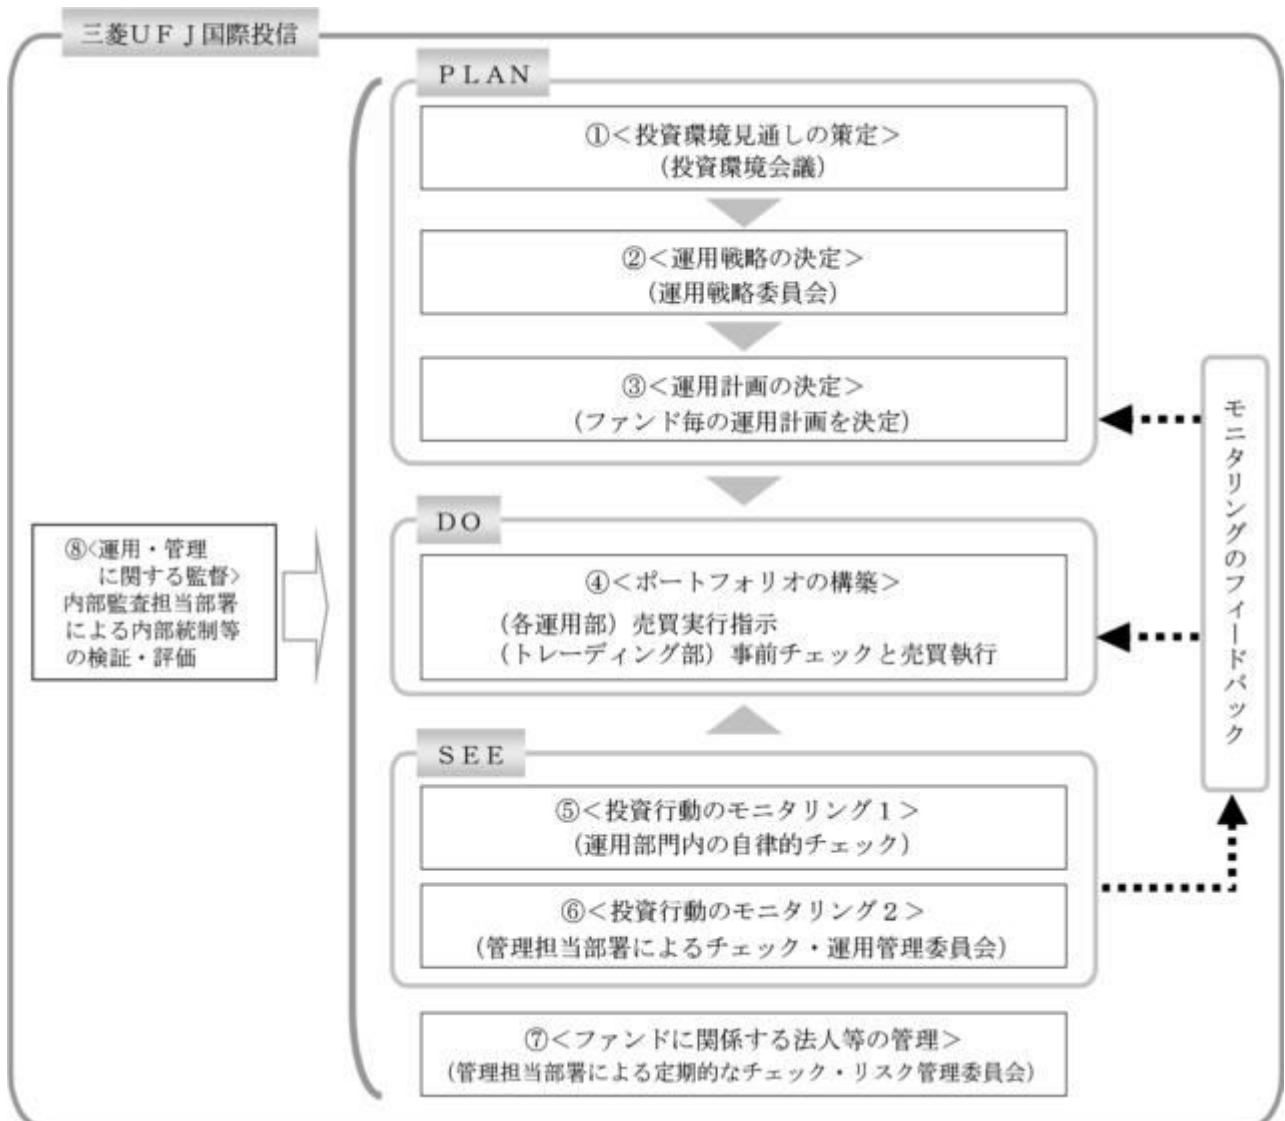 三菱UFJ国際投信
PLAN
①<投資環境見通しの策定>
(投資環境会議)
②<運用戦略の決定>
(運用戦略委員会)
③<運用計画の決定>
(ファンド毎の運用計画を決定)
DO
④<ポートフォリオの構築>
(各運用部) 売買実行指示
(トレーディング部) 事前チェックと売買執行
SEE
⑤<投資行動のモニタリング1>
(運用部門内の自律的チェック)
⑥<投資行動のモニタリング2>
(管理担当部署によるチェック・運用管理委員会)
⑦<ファンドに関係する法人等の管理>
(管理担当部署による定期的なチェック・リスク管理委員会)
⑧<運用・管理
に関する監督>
内部監査担当部署
による内部統制等
の検証・評価
モニタリングのフィードバック